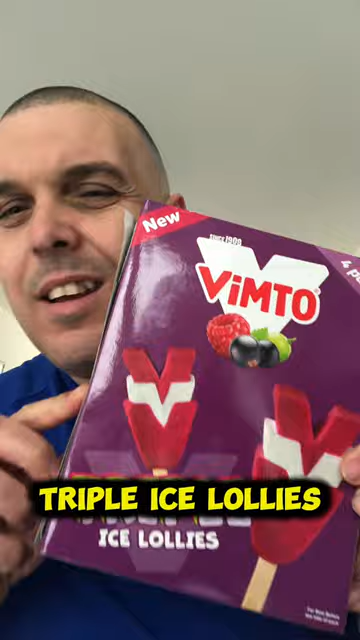 New
SINCE 1908
VIMTO
4 
TRIPLE ICE LOLLIES
ICE LOLLIES